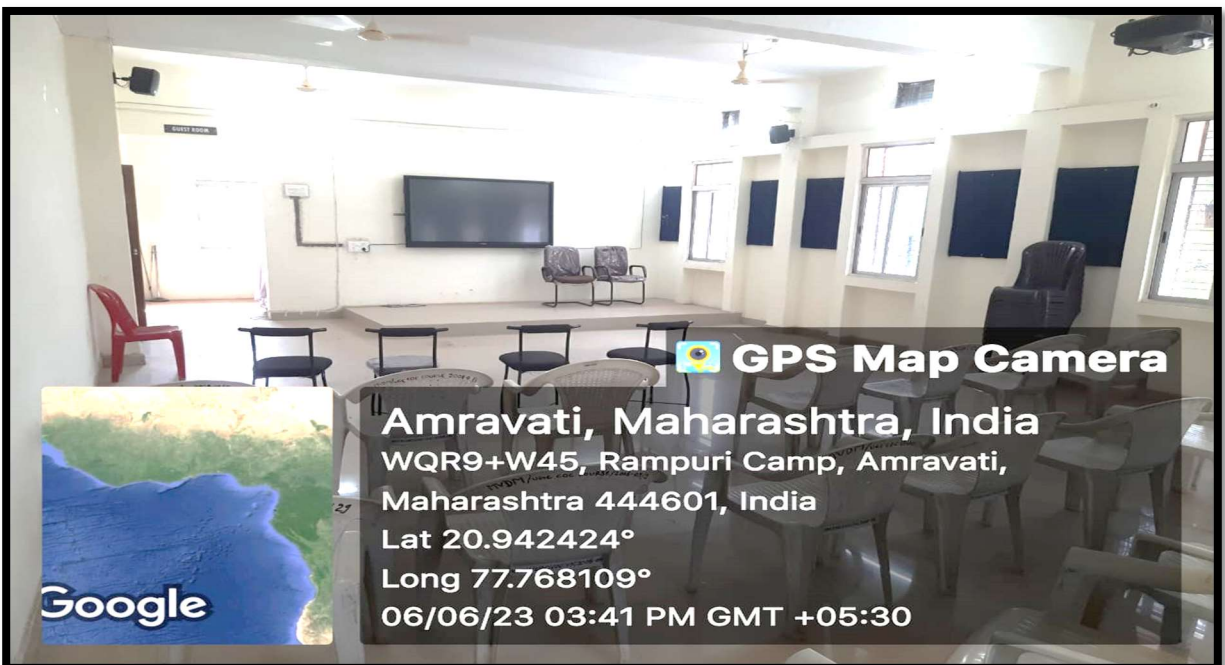 GUEST ROOM
GPS Map Camera
Amravati, Maharashtra, India
WQR9+W45, Rampuri Camp, Amravati,
Maharashtra 444601, India
Lat 20.942424°
Long 77.768109°
06/06/23 03:41 PM GMT +05:30
Google